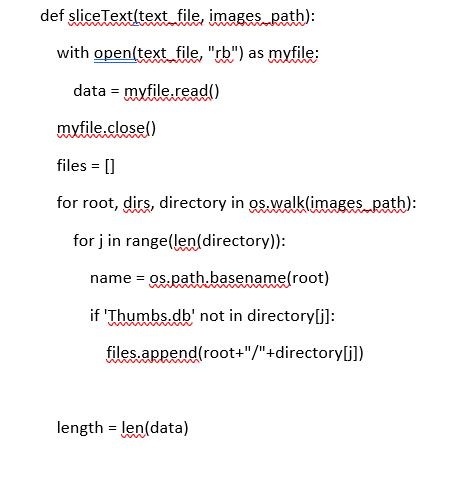 def sliceText(text_file, images_path):
with open(text_file, "rb") as myfile:
data = myfile.read()
myfile.close()
files = []
for root, dirs, directory in os.walk(images_path):
for j in range(len(directory)):
name = os.path.basename(root)
if 'Thumbs.db' not in directory[j]:
files.append(root+"/"+directory[j])
length = len(data)